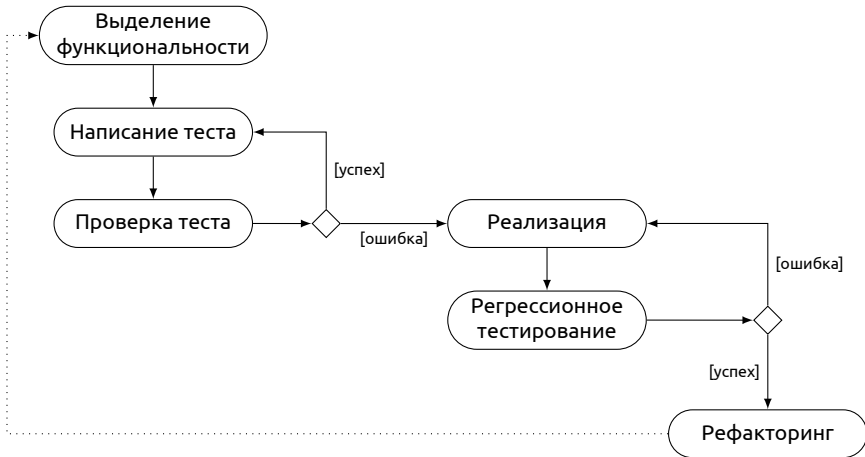 Выделение
функциональности
Написание теста
[успех]
Проверка теста
[ошибка]
Реализация
[ошибка]
Регрессионное
тестирование
[успех]
Рефакторинг